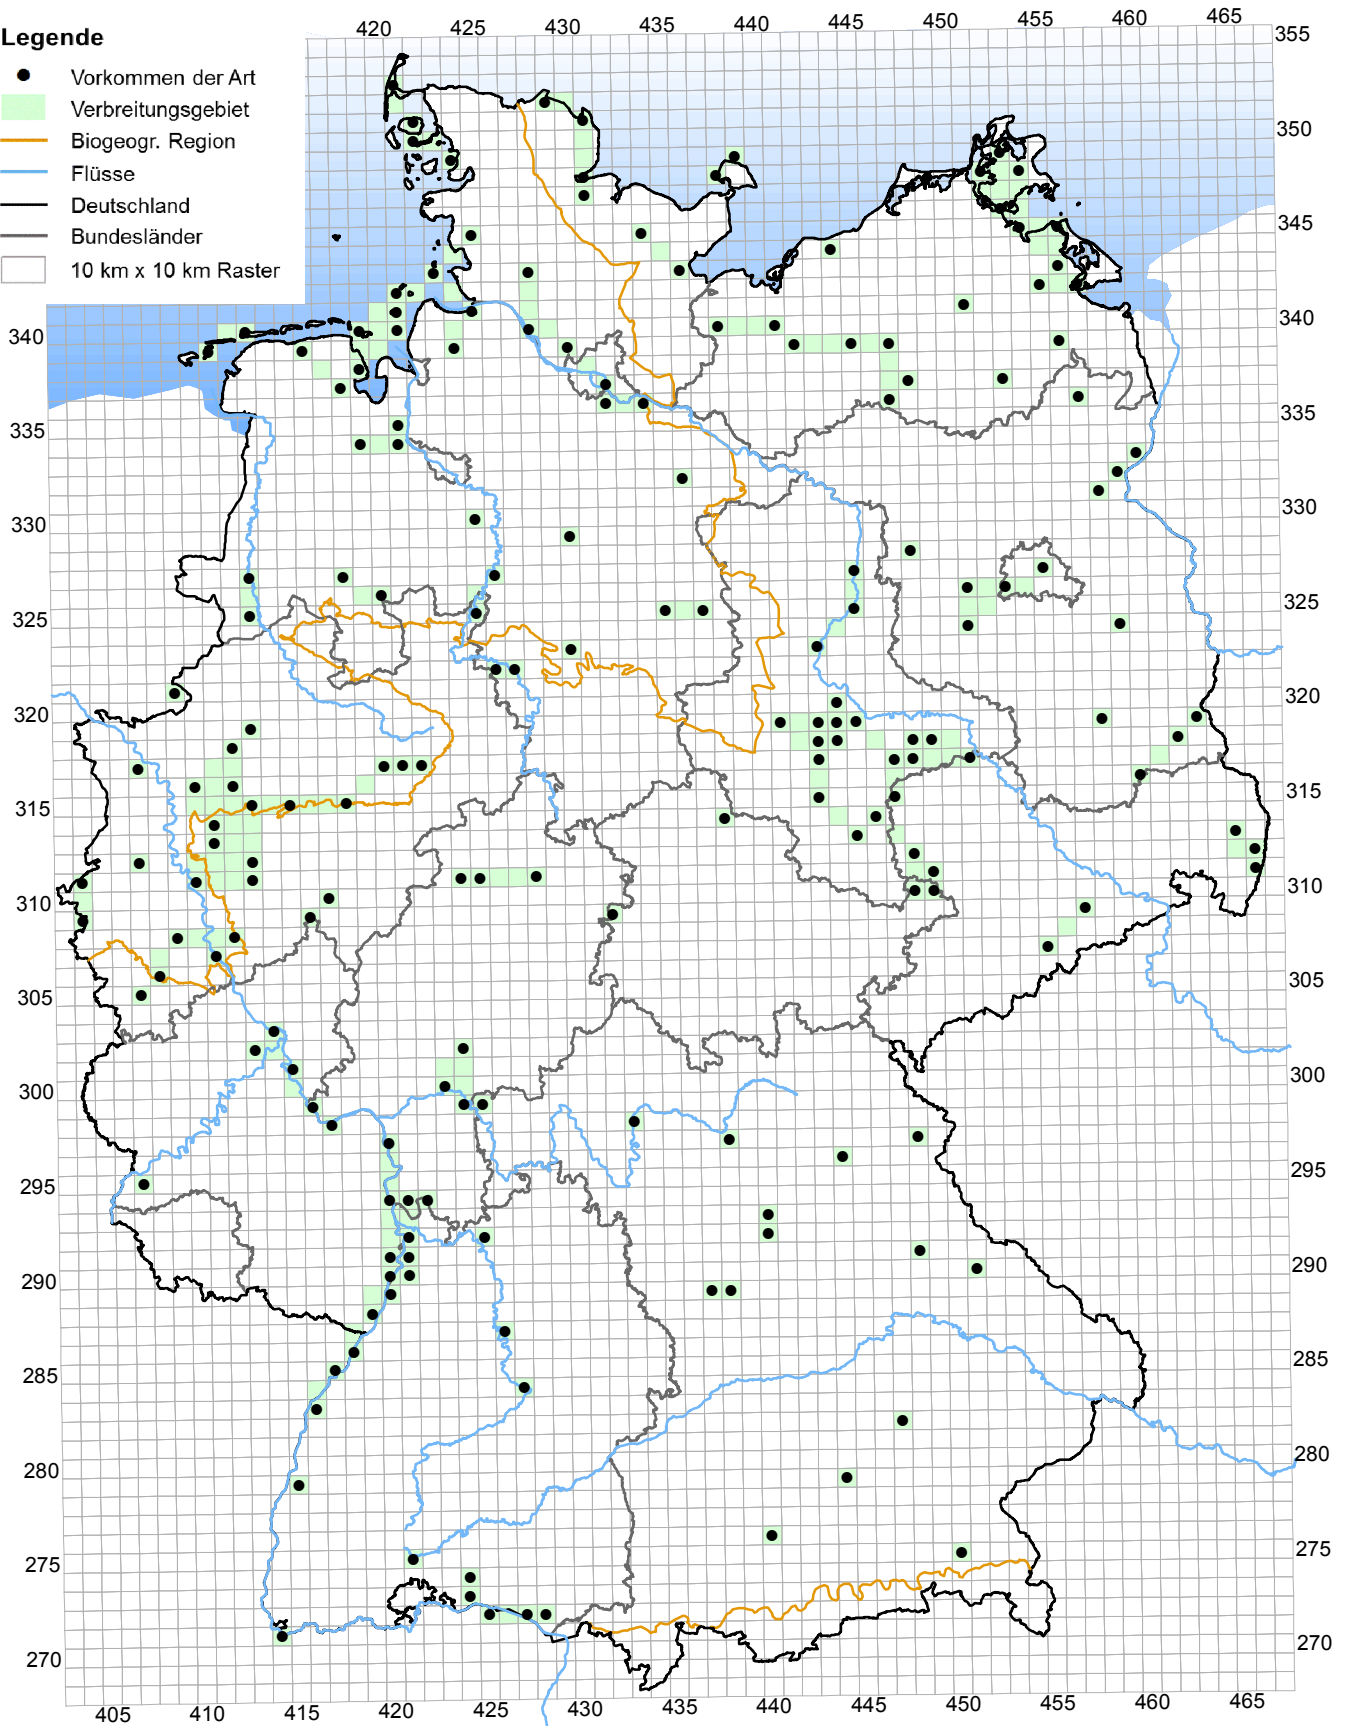 420 425 430 435 440 445 450 455 460 465
355
Legende
Vorkommen der Art
Verbreitungsgebiet
Biogeogr. Region
Flüsse
Deutschland
Bundesländer
10 km x 10 km Raster
350
345
340 340
335 335
330 330
325 325
320 320
315 315
310 310
305 305
300 300
295 295
290 290
285 285
280 280
275 275
270 270
405 410 415 420 425 430 435 440 445 450 455 460 465